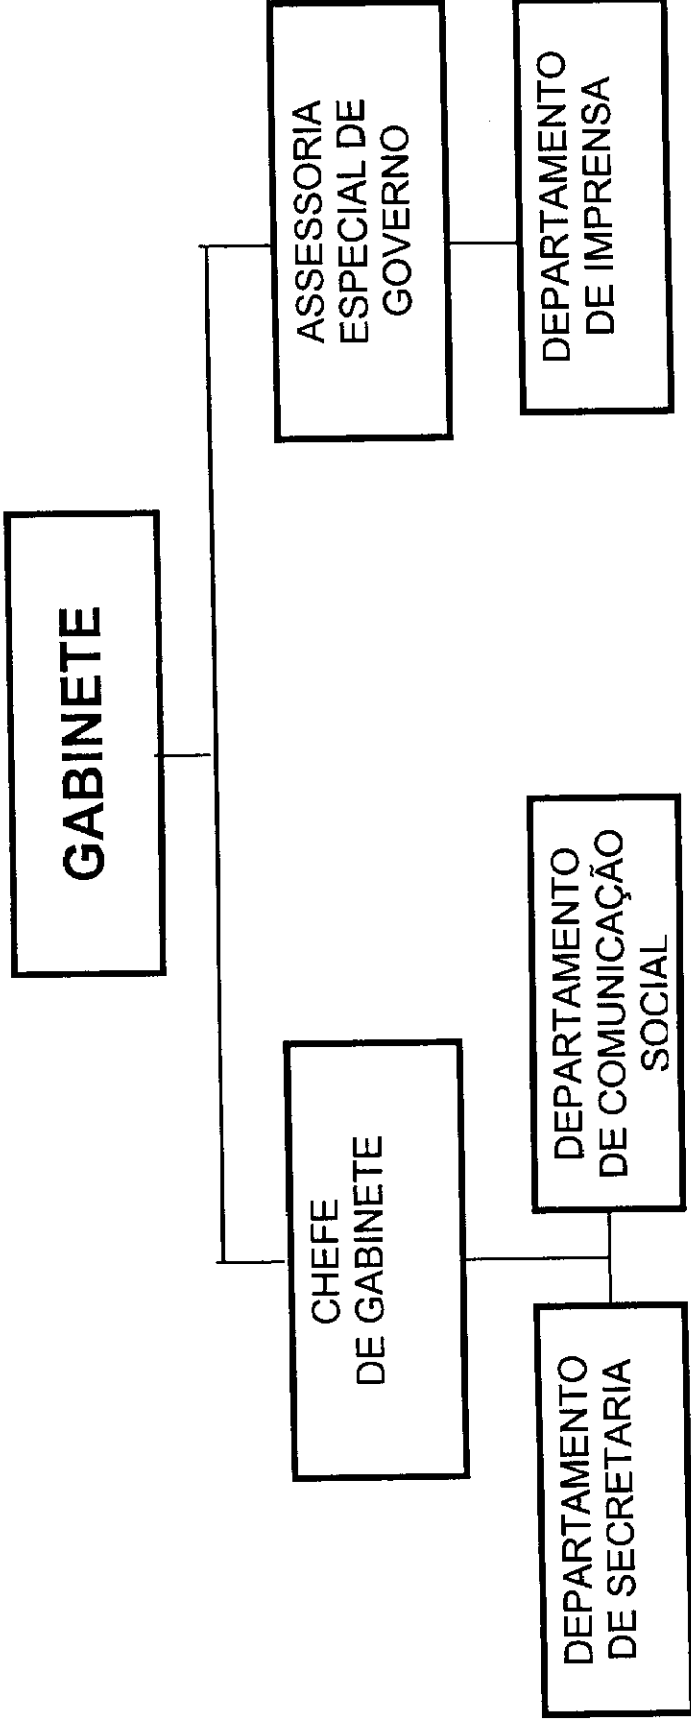 GABINETE
CHEFE
DE GABINETE
ASSESSORIA
ESPECIAL DE
GOVERNO
DEPARTAMENTO
DE SECRETARIA
DEPARTAMENTO
DE COMUNICAÇÃO
SOCIAL
DEPARTAMENTO
DE IMPRENSA